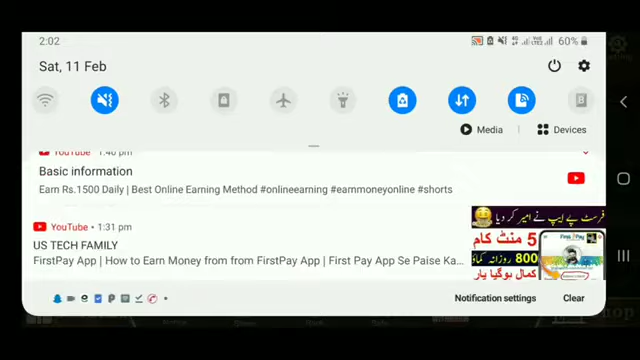 2:02
60%
Sat, 11 Feb
Media
Devices
YouTube • 1:40 pm
Basic information
Earn Rs.1500 Daily | Best Online Earning Method #onlineearning #earnmoneyonline #shorts
YouTube • 1:31 pm
US TECH FAMILY
FirstPay App | How to Earn Money from from FirstPay App | First Pay App Se Paise Ka...
فرسٹ پے ایپ نے امیر کر دیا
5 منٹ کام
800 روزانہ کماؤ
کمال ہوگیا یار
Notification settings
Clear